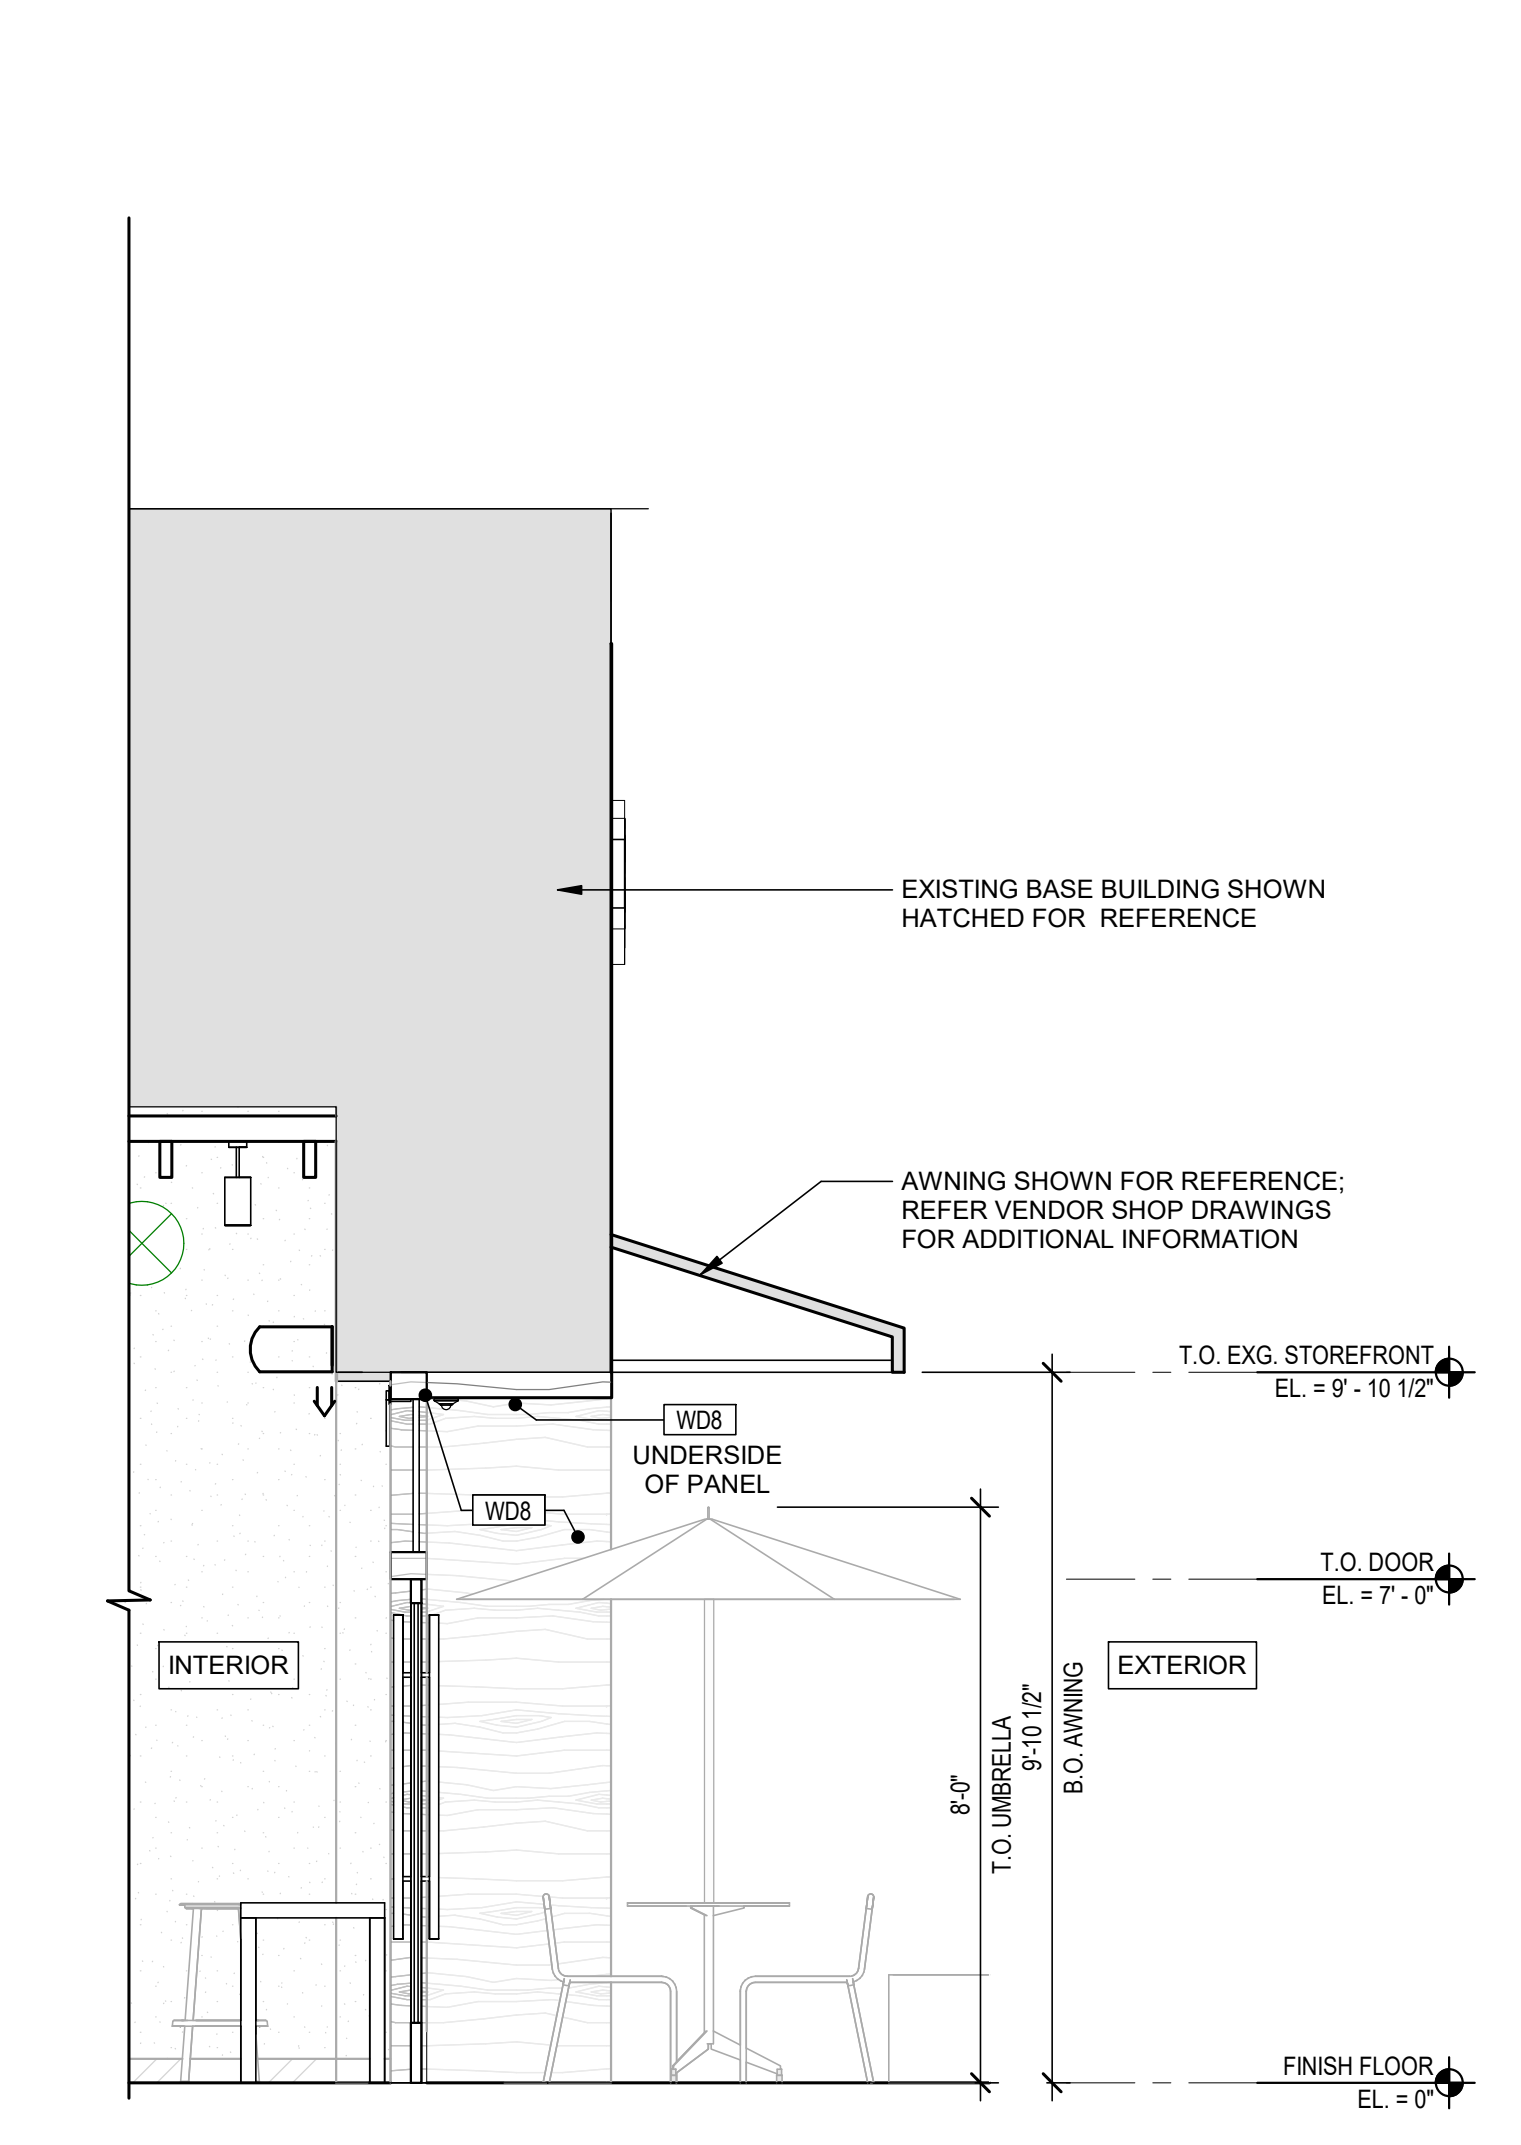 EXISTING BASE BUILDING SHOWN
HATCHED FOR REFERENCE
AWNING SHOWN FOR REFERENCE;
REFER VENDOR SHOP DRAWINGS
FOR ADDITIONAL INFORMATION
T.O. EXG. STOREFRONT
EL. = 9' - 10 1/2"
WD8
UNDERSIDE
OF PANEL
WD8
T.O. DOOR
EL. = 7' - 0"
INTERIOR
EXTERIOR
8'-0"
T.O. UMBRELLA
9'-10 1/2"
B.O. AWNING
FINISH FLOOR
EL. = 0"